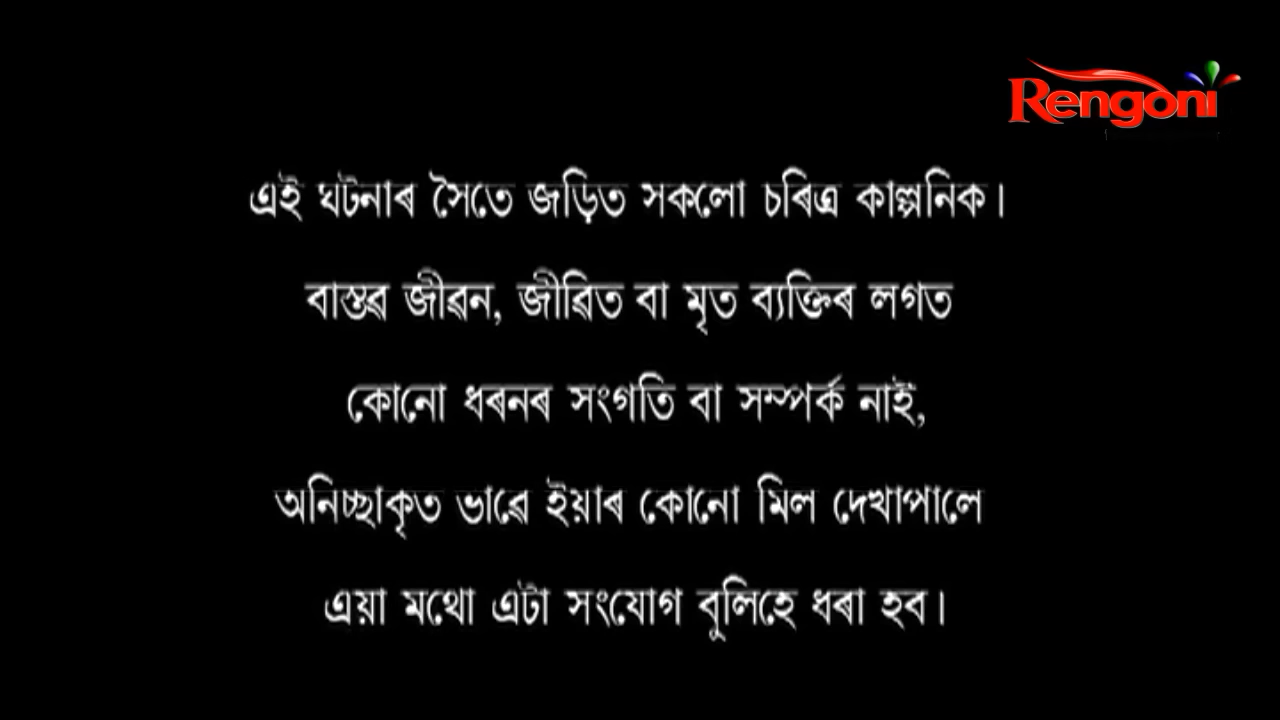 Rengoni
এই ঘটনাৰ সৈতে জড়িত সকলো চৰিত্ৰ কাল্পনিক।
বাস্তৱ জীৱন, জীৱিত বা মৃত ব্যক্তিৰ লগত
কোনো ধৰনৰ সংগতি বা সম্পৰ্ক নাই,
অনিচ্ছাকৃত ভাৱে ইয়াৰ কোনো মিল দেখাপালে
এয়া মথো এটা সংযোগ বুলিহে ধৰা হব।